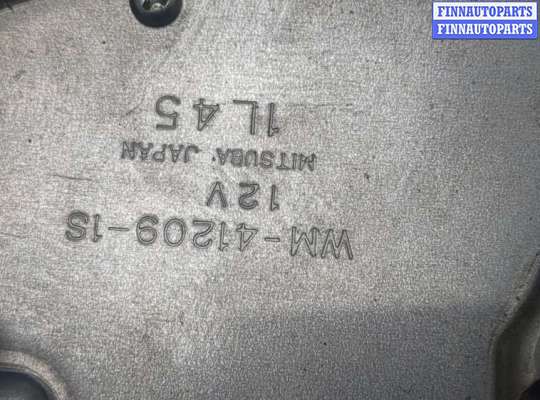 FINNAUTOPARTS
FINNAUTOPARTS
WM-41209-1S
12V
MITSUBA JAPAN
1L45